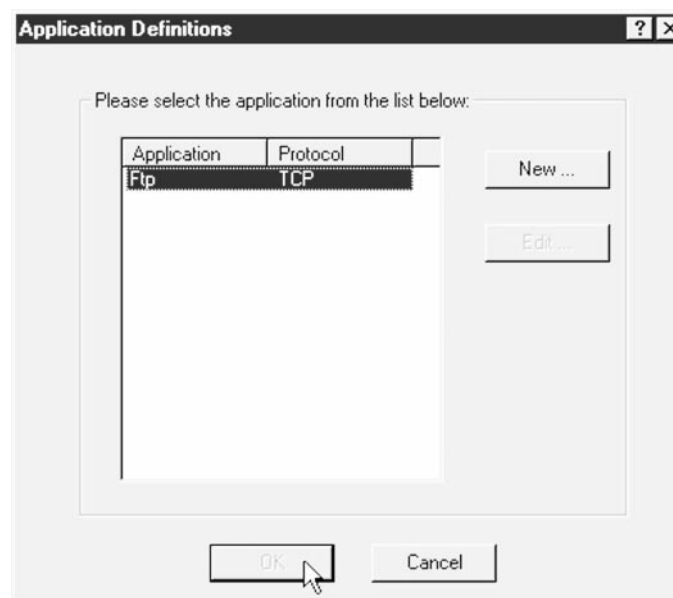 Application Definitions
Please select the application from the list below:
Application Protocol
Ftp TCP
New ...
Edit ...
OK
Cancel